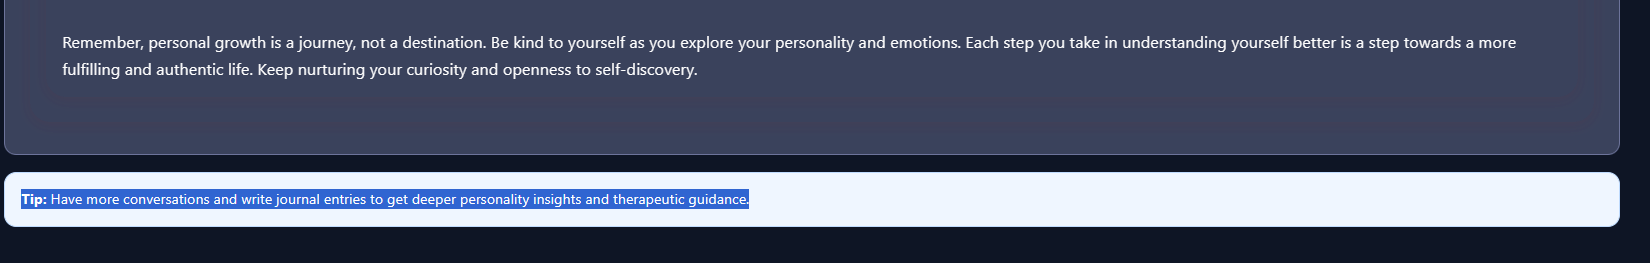 Remember, personal growth is a journey, not a destination. Be kind to yourself as you explore your personality and emotions. Each step you take in understanding yourself better is a step towards a more
fulfilling and authentic life. Keep nurturing your curiosity and openness to self-discovery.
Tip: Have more conversations and write journal entries to get deeper personality insights and therapeutic guidance.